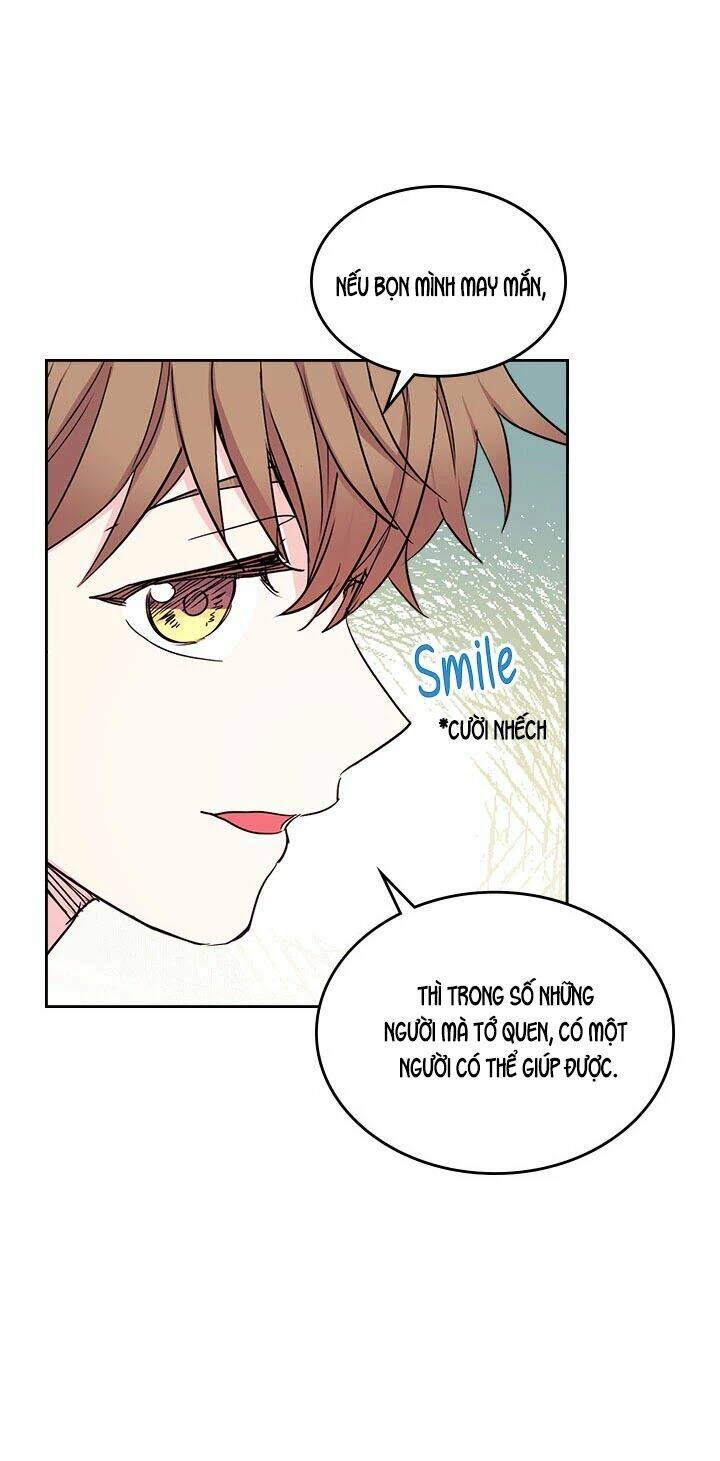 NẾU BỌN MÌNH MAY MẮN,
Smile
*CƯỜI NHẾCH
THÌ TRONG SỐ NHỮNG
NGƯỜI MÀ TỚ QUEN, CÓ MỘT
NGƯỜI CÓ THỂ GIÚP ĐƯỢC.